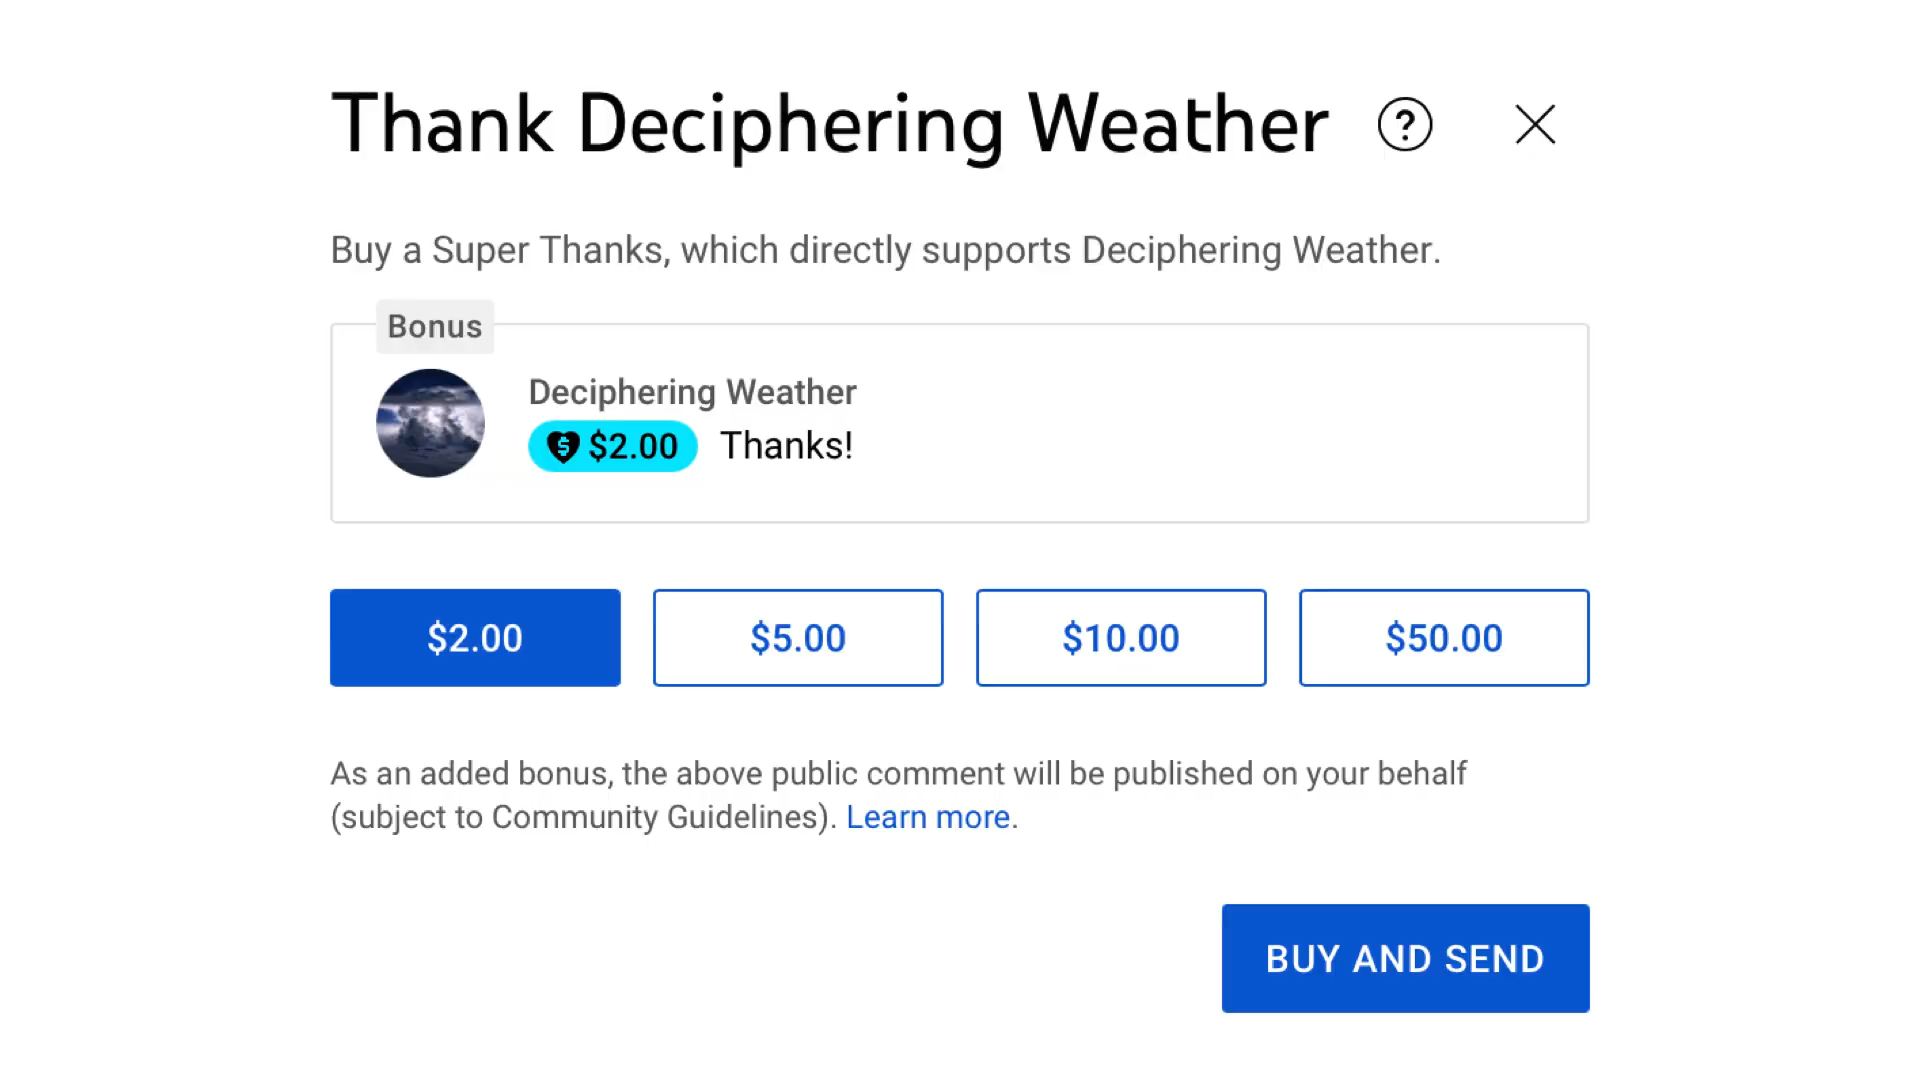 Thank Deciphering Weather ?
Buy a Super Thanks, which directly supports Deciphering Weather.
Bonus
Deciphering Weather
$ $2.00 Thanks!
$2.00 $5.00 $10.00 $50.00
As an added bonus, the above public comment will be published on your behalf
(subject to Community Guidelines). Learn more.
BUY AND SEND